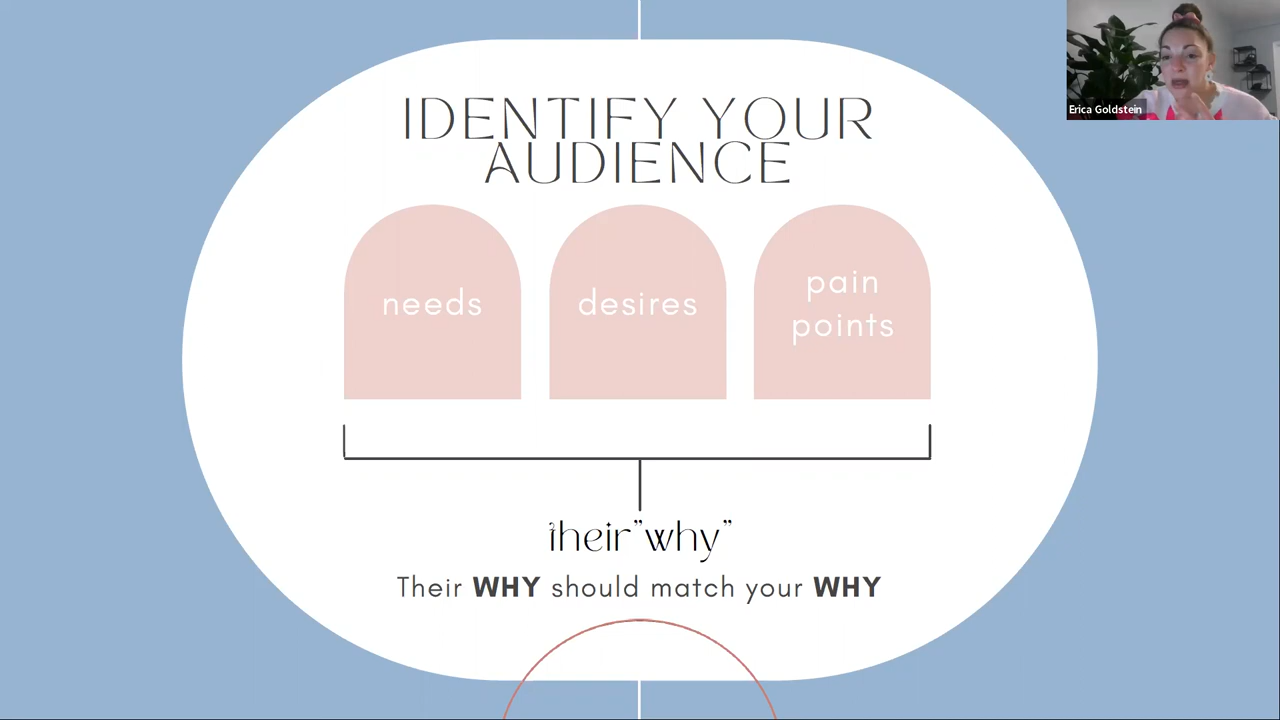 IDENTIFY YOUR
AUDIENCE
needs
desires
pain
points
their"why"
Their WHY should match your WHY
Erica Goldstein